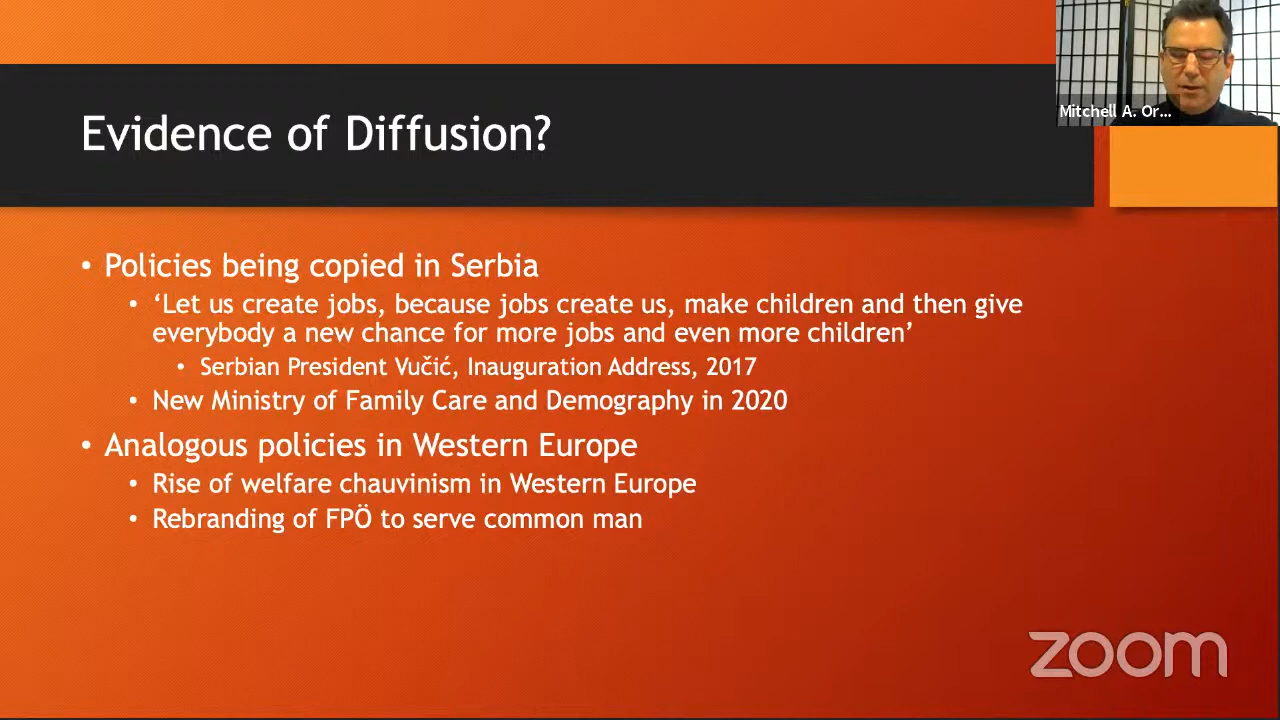 Mitchell A. Or...
Evidence of Diffusion?
• Policies being copied in Serbia
• ‘Let us create jobs, because jobs create us, make children and then give
everybody a new chance for more jobs and even more children’
• Serbian President Vučić, Inauguration Address, 2017
• New Ministry of Family Care and Demography in 2020
• Analogous policies in Western Europe
• Rise of welfare chauvinism in Western Europe
• Rebranding of FPÖ to serve common man
zoom